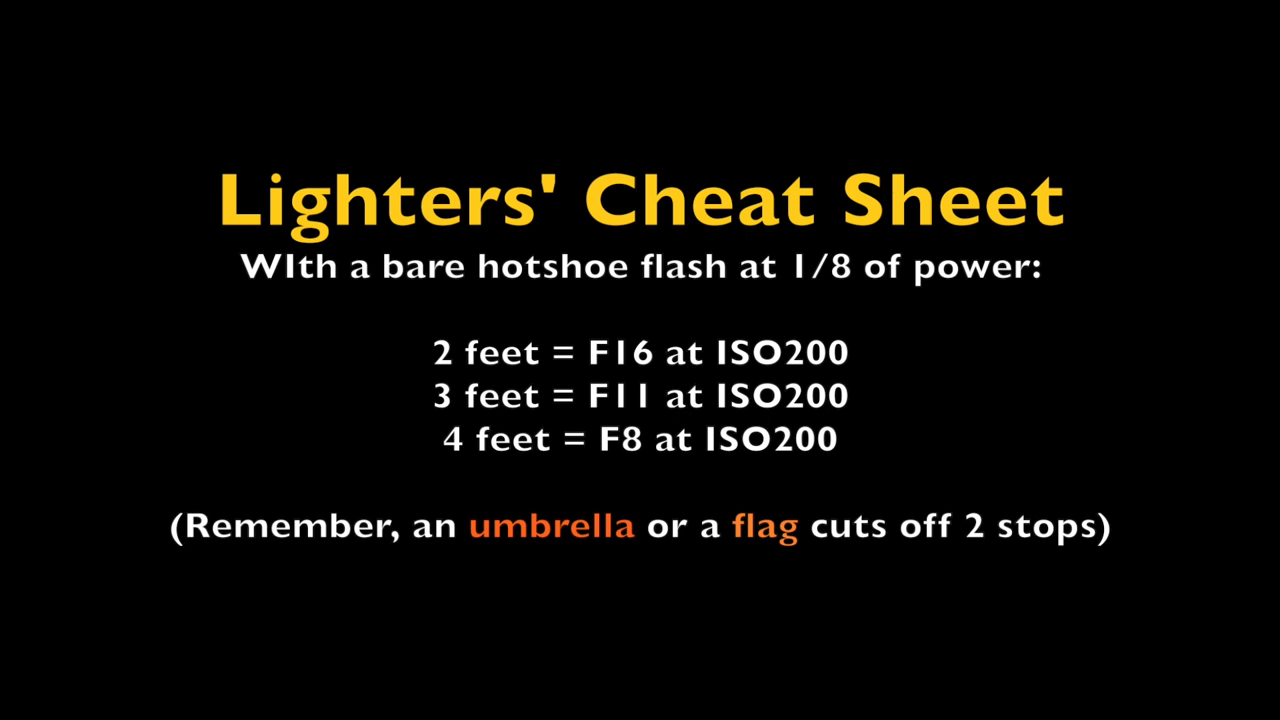 Lighters' Cheat Sheet
WIth a bare hotshoe flash at 1/8 of power:
2 feet = F16 at ISO200
3 feet = F11 at ISO200
4 feet = F8 at ISO200
(Remember, an umbrella or a flag cuts off 2 stops)